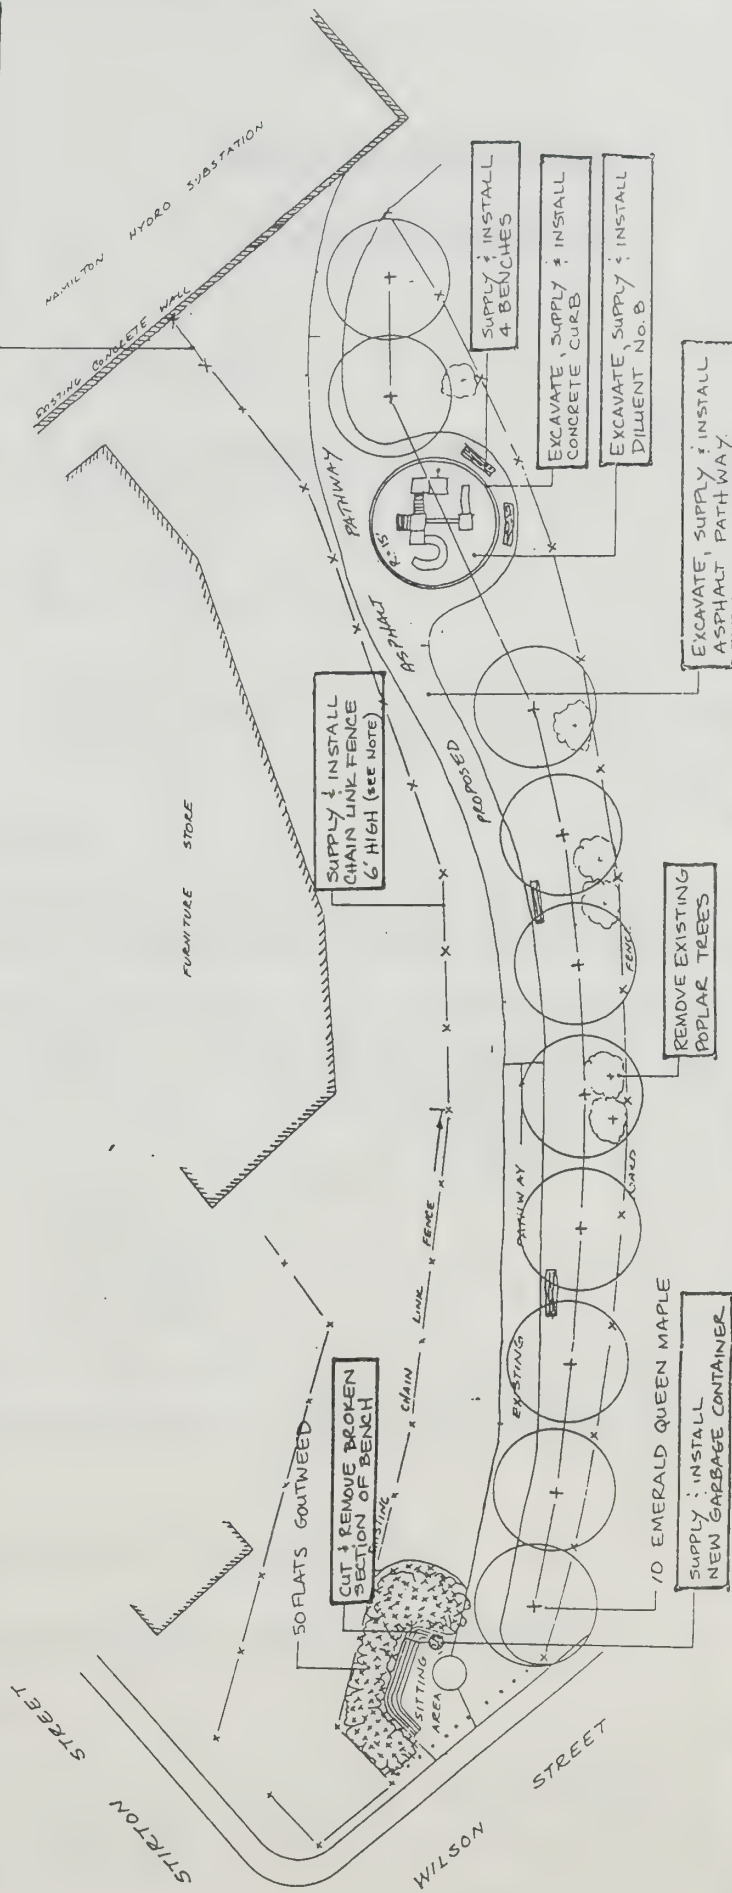 HAMILTON HYDRO SUBSTATION
EXISTING CONCRETE WALL
FURNITURE STORE
SUPPLY & INSTALL
CHAIN LINK FENCE
6' HIGH (SEE NOTE)
PROPOSED ASPHALT PATHWAY
R=15'
SUPPLY & INSTALL
4 BENCHES
EXCAVATE, SUPPLY & INSTALL
CONCRETE CURB
EXCAVATE, SUPPLY & INSTALL
DILUENT NO. B
EXCAVATE, SUPPLY & INSTALL
ASPHALT PATHWAY
REMOVE EXISTING
POPLAR TREES
FENCE
EXISTING PATHWAY
EXISTING CHAIN LINK FENCE
50 FLATS GOUTWEED
CUT & REMOVE BROKEN
SECTION OF BENCH
SITTING
AREA
10 EMERALD QUEEN MAPLE
SUPPLY & INSTALL
NEW GARBAGE CONTAINER
STIRTON STREET
WILSON STREET